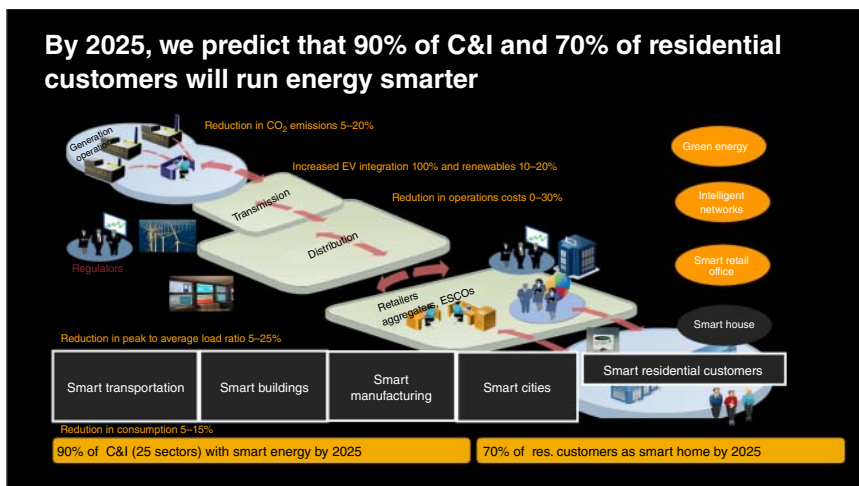 By 2025, we predict that 90% of C&I and 70% of residential
customers will run energy smarter
Generation
operation
Reduction in CO₂ emissions 5–20%
Green energy
Increased EV integration 100% and renewables 10–20%
Transmission
Redution in operations costs 0–30%
Intelligent
networks
Distribution
Regulators
Smart retail
office
Retailers
aggregaters, ESCOs
Smart house
Reduction in peak to average load ratio 5–25%
Smart transportation
Smart buildings
Smart
manufacturing
Smart cities
Smart residential customers
Redution in consumption 5–15%
90% of C&I (25 sectors) with smart energy by 2025
70% of res. customers as smart home by 2025